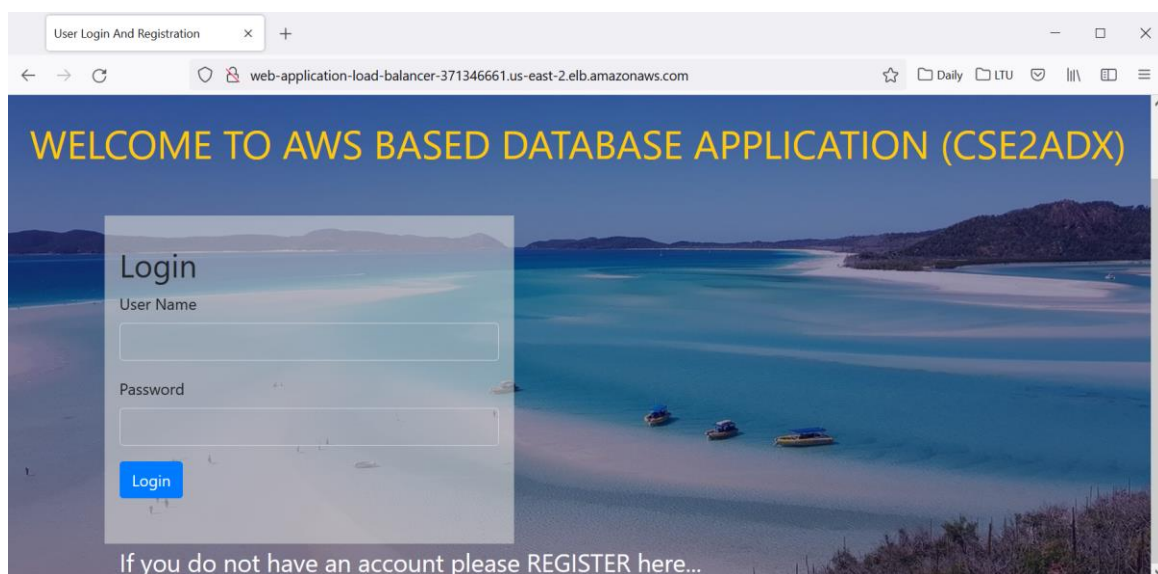 User Login And Registration
web-application-load-balancer-371346661.us-east-2.elb.amazonaws.com
Daily
LTU
WELCOME TO AWS BASED DATABASE APPLICATION (CSE2ADX)
Login
User Name
Password
Login
If you do not have an account please REGISTER here...